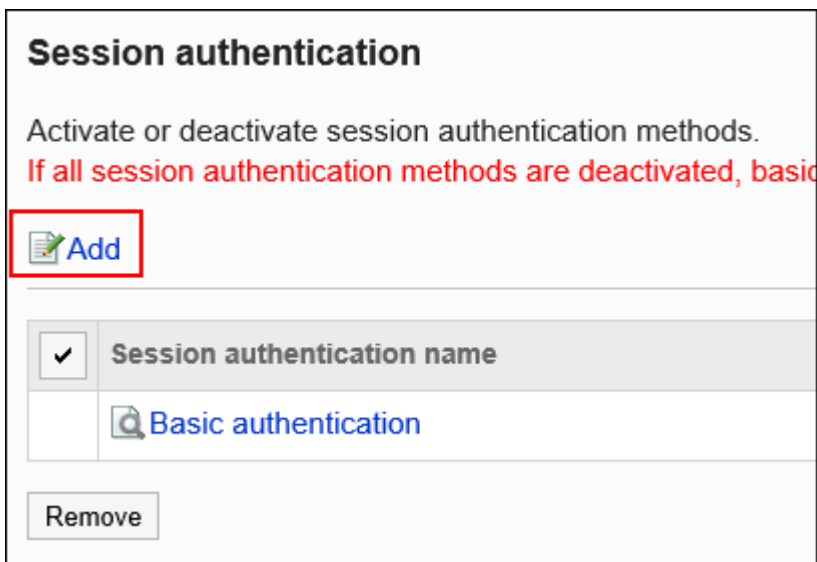 Session authentication
Activate or deactivate session authentication methods.
If all session authentication methods are deactivated, basic
Add
Session authentication name
Basic authentication
Remove